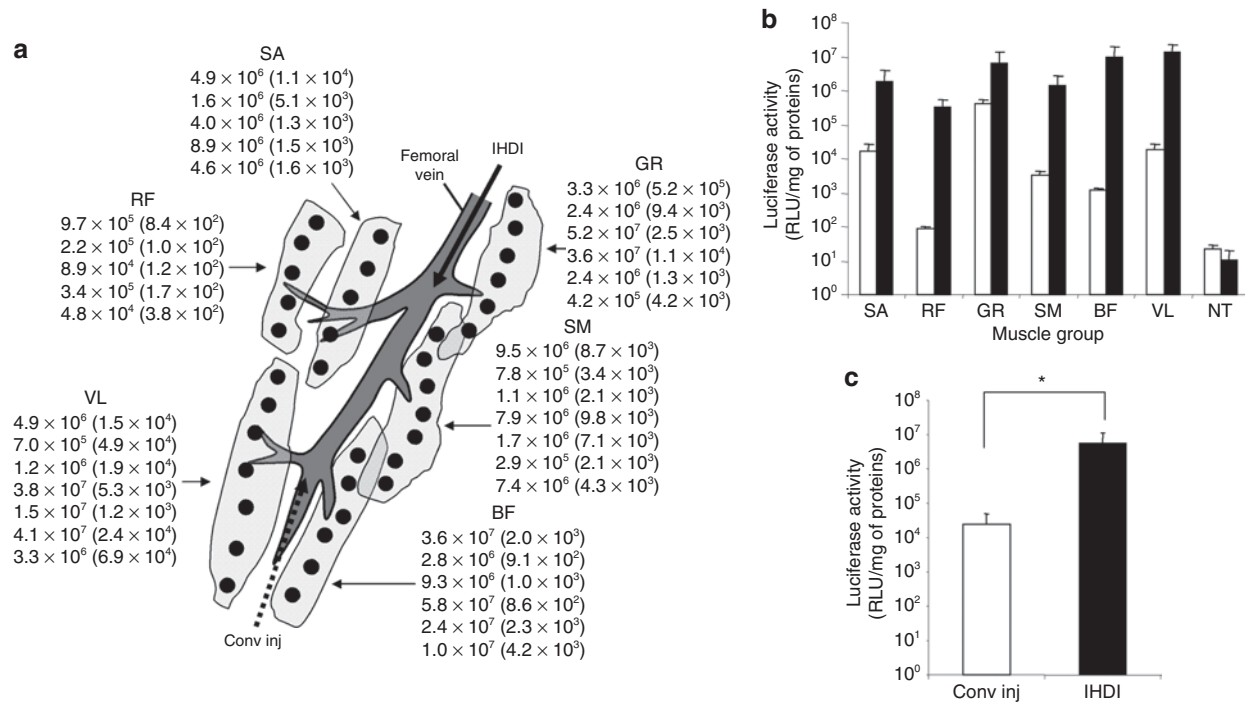 a
SA
4.9 × 10⁶ (1.1 × 10⁴)
1.6 × 10⁶ (5.1 × 10³)
4.0 × 10⁶ (1.3 × 10³)
8.9 × 10⁶ (1.5 × 10³)
4.6 × 10⁶ (1.6 × 10³)
RF
9.7 × 10⁵ (8.4 × 10²)
2.2 × 10⁵ (1.0 × 10²)
8.9 × 10⁴ (1.2 × 10²)
3.4 × 10⁵ (1.7 × 10²)
4.8 × 10⁴ (3.8 × 10²)
Femoral
vein
IHDI
GR
3.3 × 10⁶ (5.2 × 10⁵)
2.4 × 10⁶ (9.4 × 10³)
5.2 × 10⁷ (2.5 × 10³)
3.6 × 10⁷ (1.1 × 10⁴)
2.4 × 10⁶ (1.3 × 10³)
4.2 × 10⁵ (4.2 × 10³)
SM
9.5 × 10⁶ (8.7 × 10³)
7.8 × 10⁵ (3.4 × 10³)
1.1 × 10⁶ (2.1 × 10³)
7.9 × 10⁶ (9.8 × 10³)
1.7 × 10⁶ (7.1 × 10³)
2.9 × 10⁵ (2.1 × 10³)
7.4 × 10⁶ (4.3 × 10³)
VL
4.9 × 10⁶ (1.5 × 10⁴)
7.0 × 10⁵ (4.9 × 10⁴)
1.2 × 10⁶ (1.9 × 10⁴)
3.8 × 10⁷ (5.3 × 10³)
1.5 × 10⁷ (1.2 × 10³)
4.1 × 10⁷ (2.4 × 10⁴)
3.3 × 10⁶ (6.9 × 10⁴)
BF
3.6 × 10⁷ (2.0 × 10³)
2.8 × 10⁶ (9.1 × 10²)
9.3 × 10⁶ (1.0 × 10³)
5.8 × 10⁷ (8.6 × 10²)
2.4 × 10⁷ (2.3 × 10³)
1.0 × 10⁷ (4.2 × 10³)
Conv inj
b
Luciferase activity
(RLU/mg of proteins)
10⁸
10⁷
10⁶
10⁵
10⁴
10³
10²
10¹
10⁰
SA RF GR SM BF VL NT
Muscle group
c
Luciferase activity
(RLU/mg of proteins)
10⁸
10⁷
10⁶
10⁵
10⁴
10³
10²
10¹
10⁰
*
Conv inj IHDI